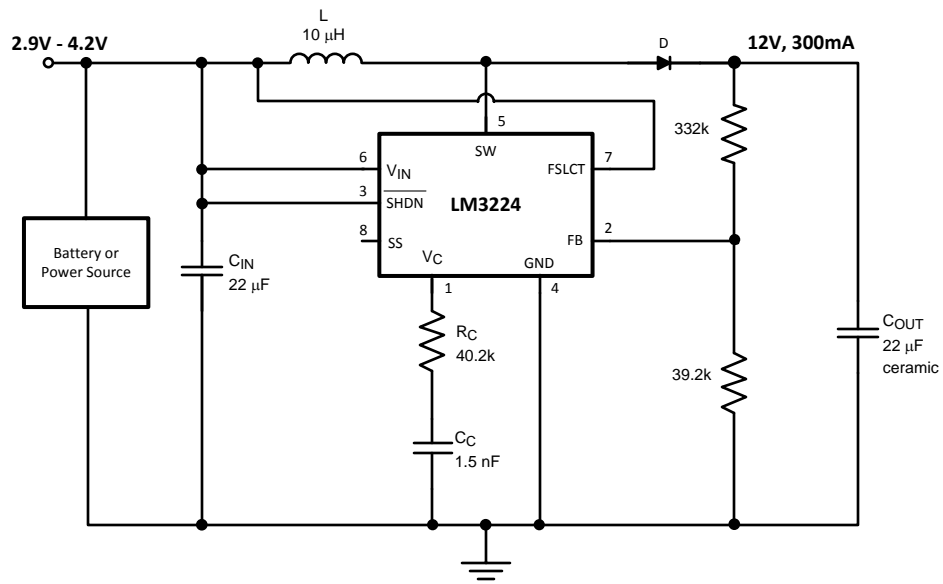 L
10 μH
2.9V - 4.2V
D
12V, 300mA
5
SW
332k
6
VIN
FSLCT
7
3
SHDN
LM3224
8
SS
FB
2
VC
GND
1
4
Battery or
Power Source
CIN
22 μF
RC
40.2k
COUT
22 μF
ceramic
39.2k
CC
1.5 nF